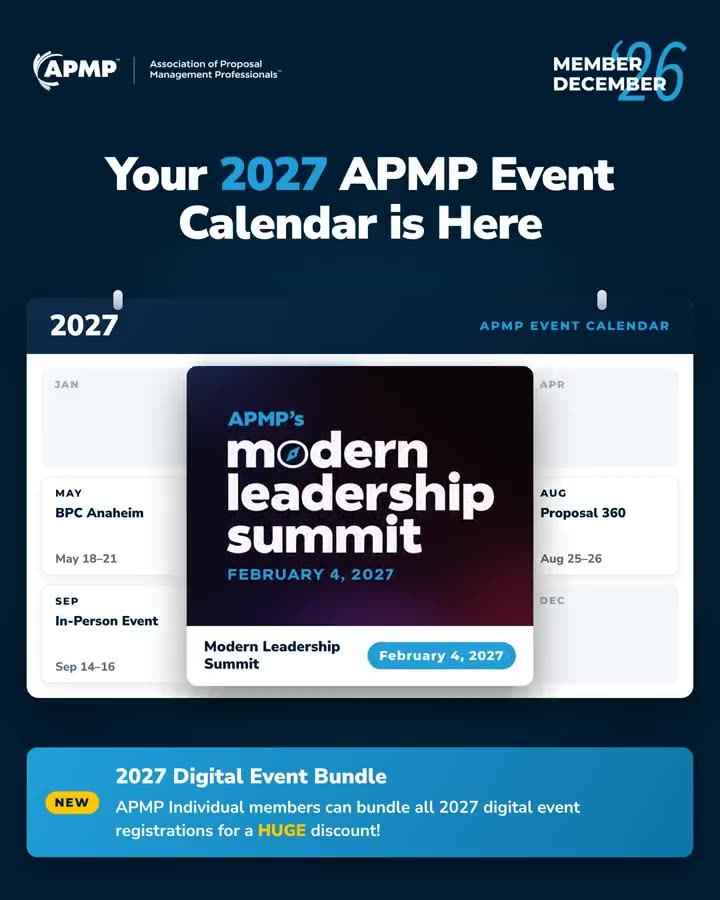 APMP™
Association of Proposal
Management Professionals™
MEMBER
DECEMBER
'26
Your 2027 APMP Event
Calendar is Here
2027
APMP EVENT CALENDAR
JAN
APR
MAY
BPC Anaheim
May 18–21
AUG
Proposal 360
Aug 25–26
SEP
In-Person Event
Sep 14–16
DEC
APMP's
modern
leadership
summit
FEBRUARY 4, 2027
Modern Leadership
Summit
February 4, 2027
NEW
2027 Digital Event Bundle
APMP Individual members can bundle all 2027 digital event
registrations for a HUGE discount!